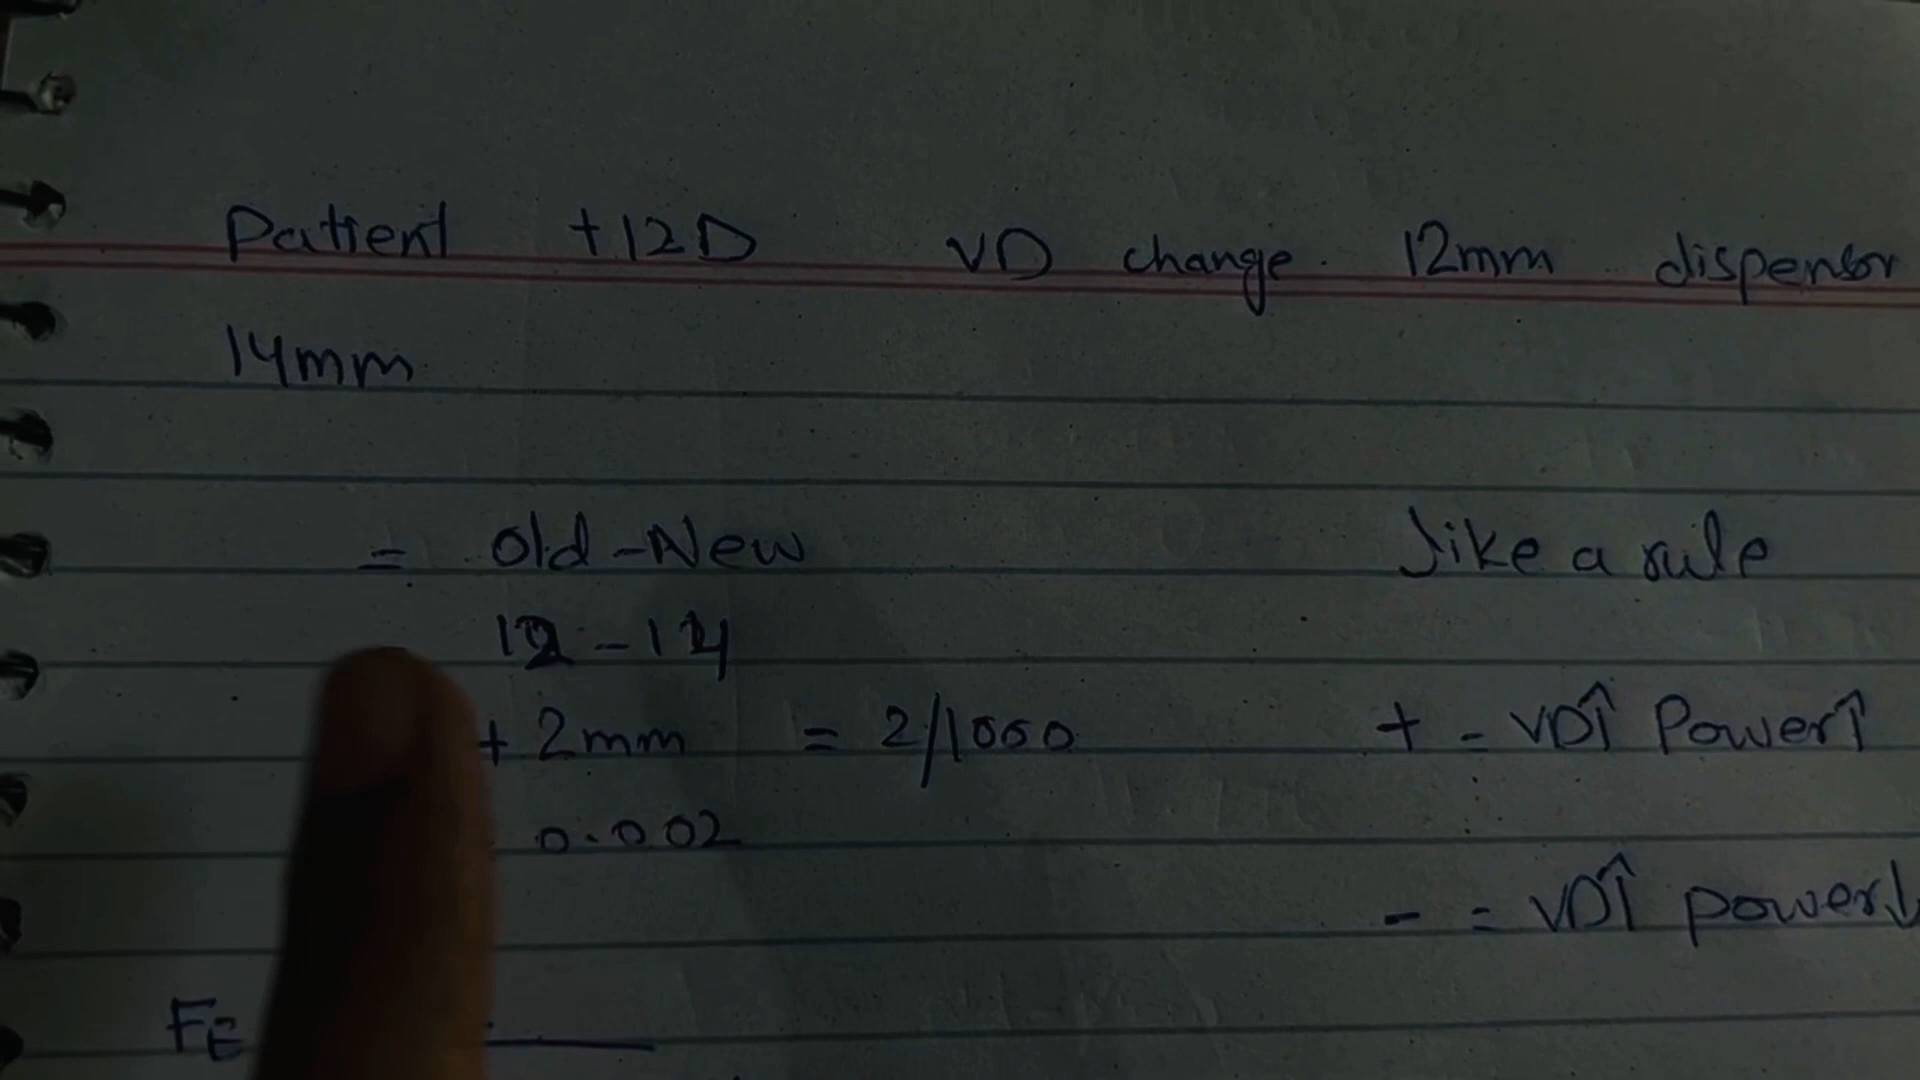 Patient +12D VD change. 12mm dispensor
14mm
= Old - New like a rule
12 - 14
+ 2mm = 2/1000 + = VD↑ Power↑
0.002
- = VD↑ power↓
FE